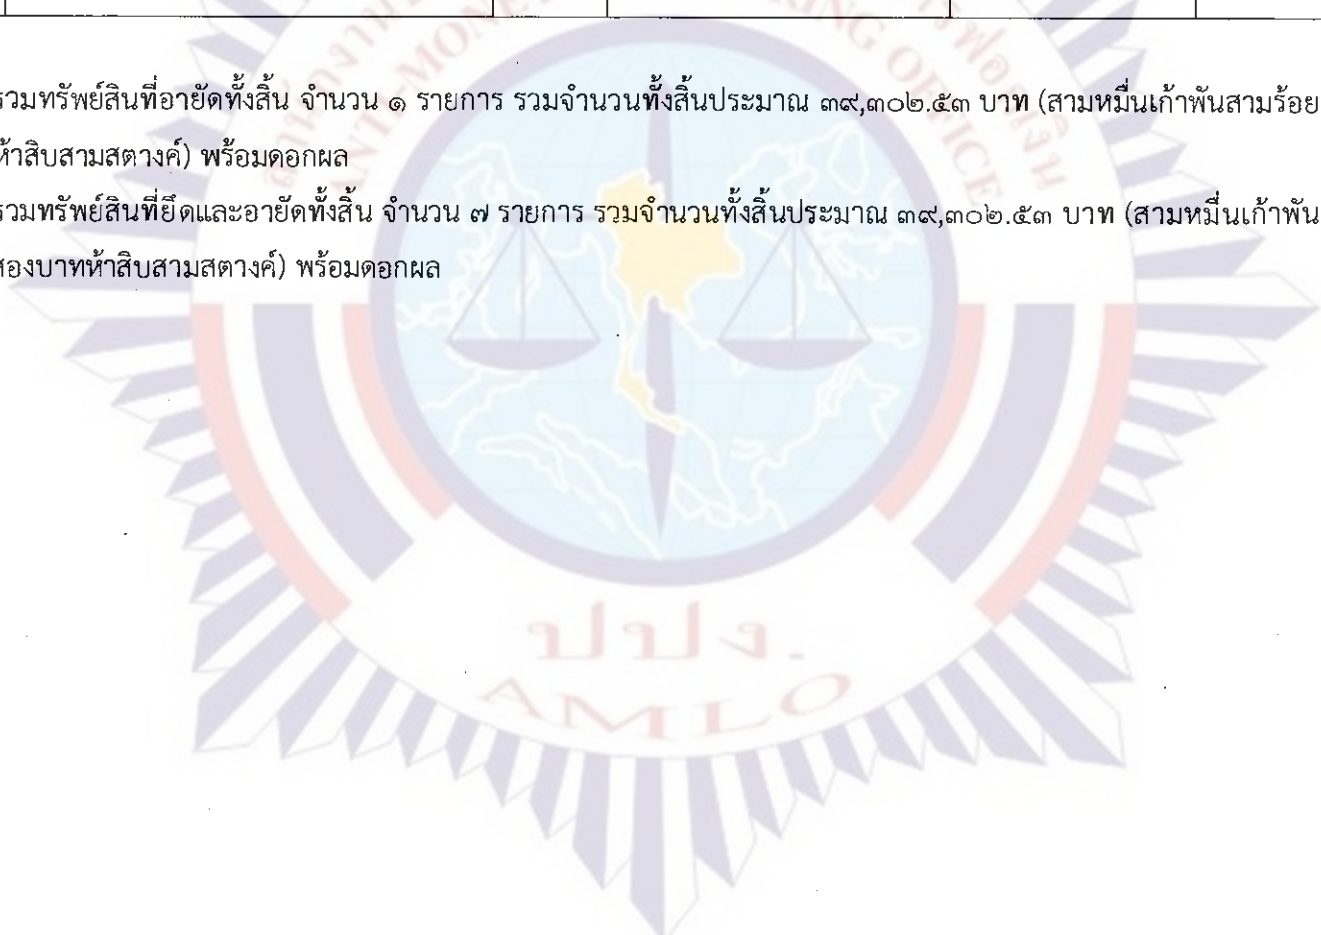 รวมทรัพย์สินที่อายัดทั้งสิ้น จำนวน ๑ รายการ รวมจำนวนทั้งสิ้นประมาณ ๓๙,๓๐๒.๕๓ บาท (สามหมื่นเก้าพันสามร้อย
ห้าสิบสามสตางค์) พร้อมดอกผล
รวมทรัพย์สินที่ยึดและอายัดทั้งสิ้น จำนวน ๗ รายการ รวมจำนวนทั้งสิ้นประมาณ ๓๙,๓๐๒.๕๓ บาท (สามหมื่นเก้าพัน
สองบาทห้าสิบสามสตางค์) พร้อมดอกผล
ปปง.
AMLO